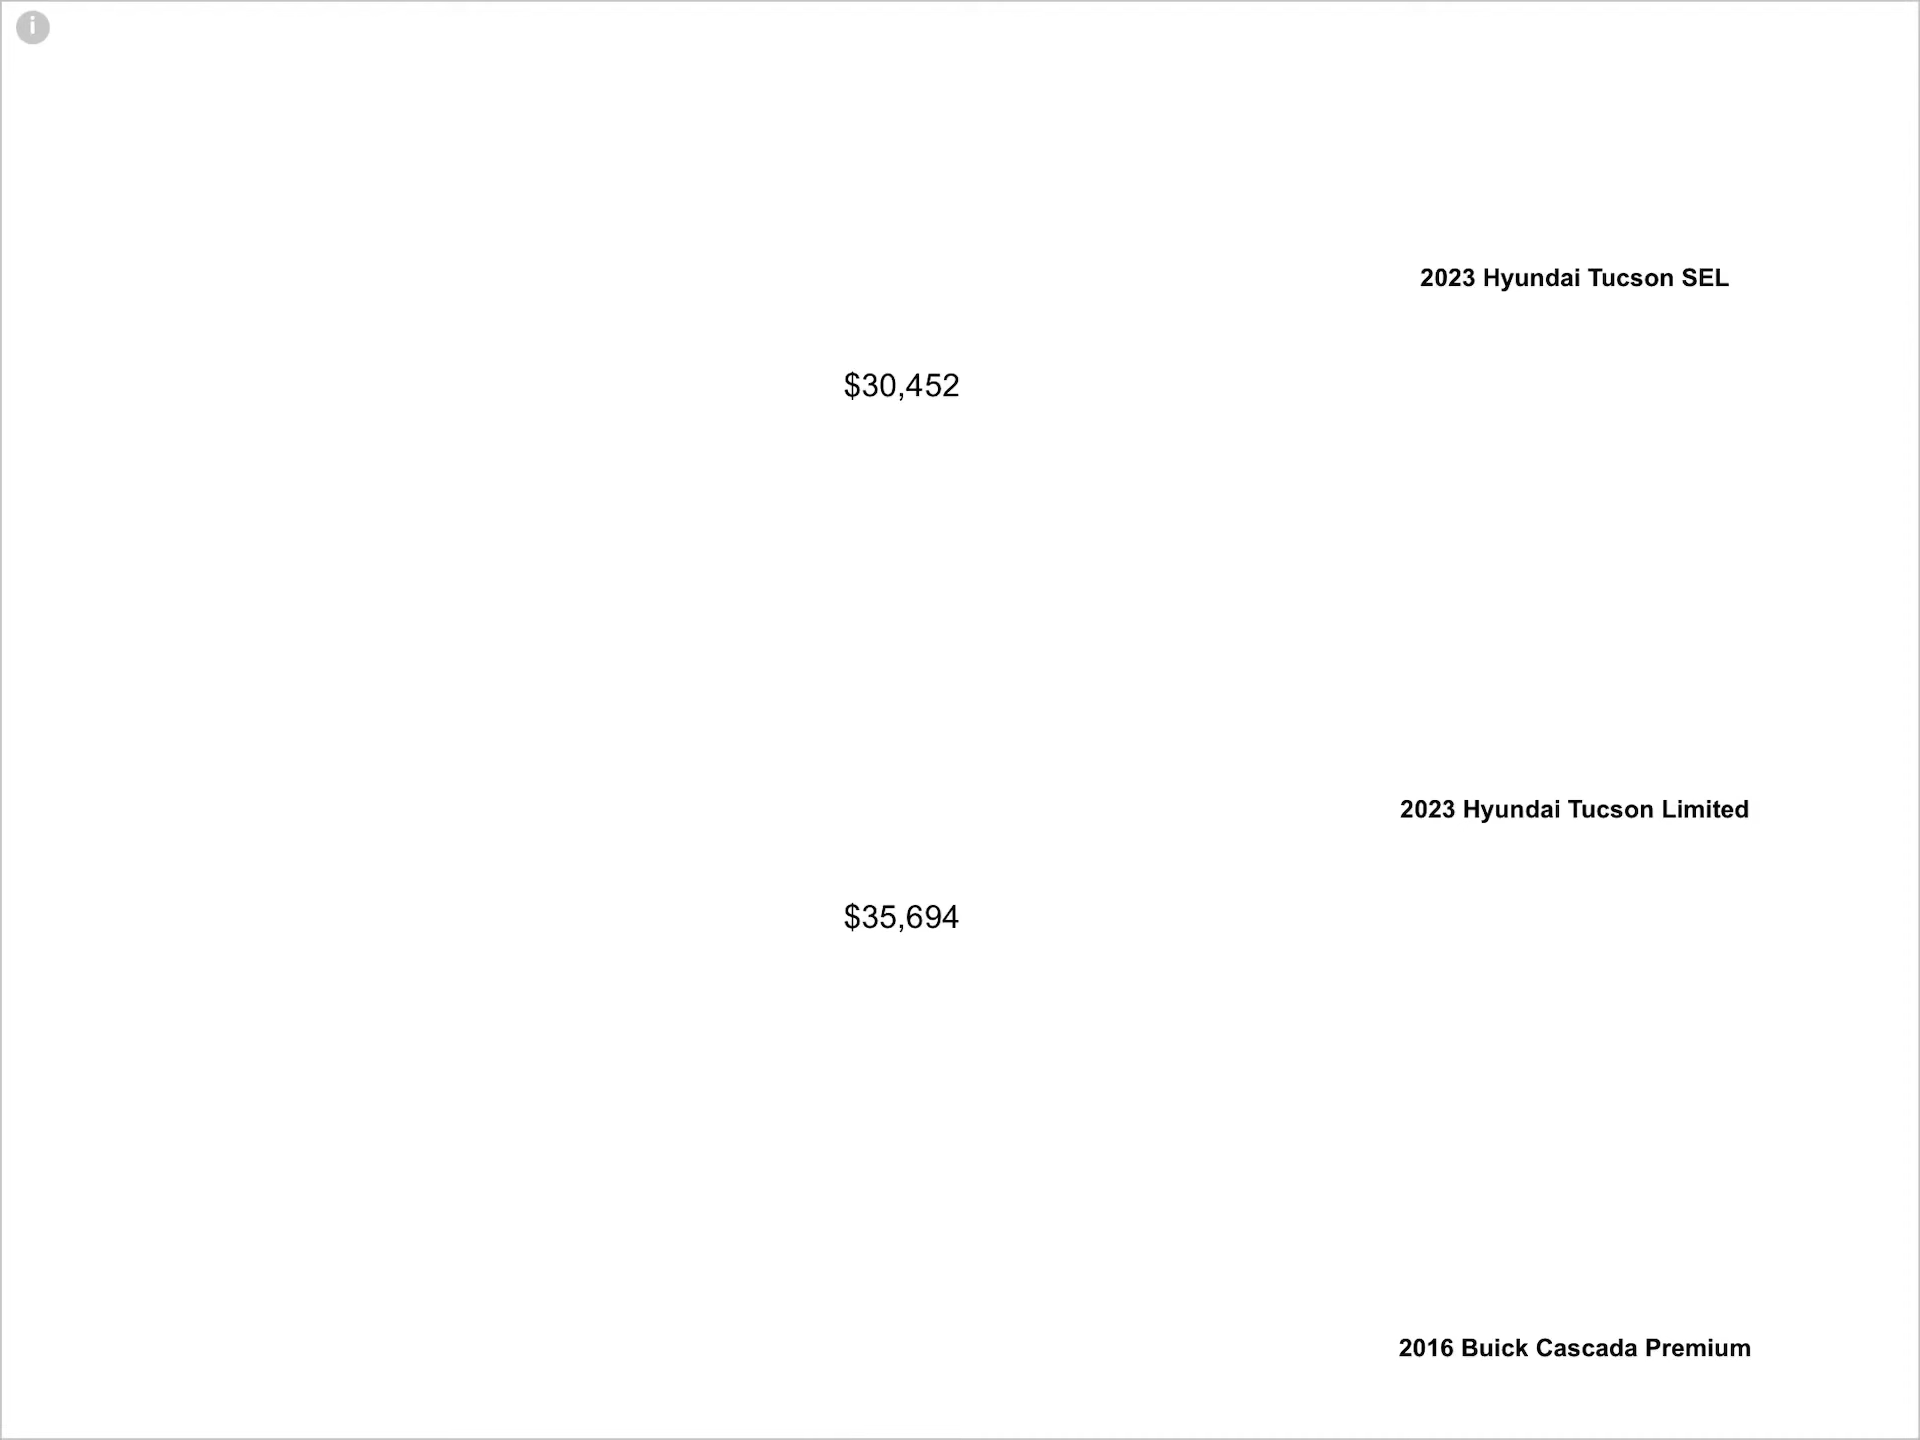 i
2023 Hyundai Tucson SEL
$30,452
2023 Hyundai Tucson Limited
$35,694
2016 Buick Cascada Premium